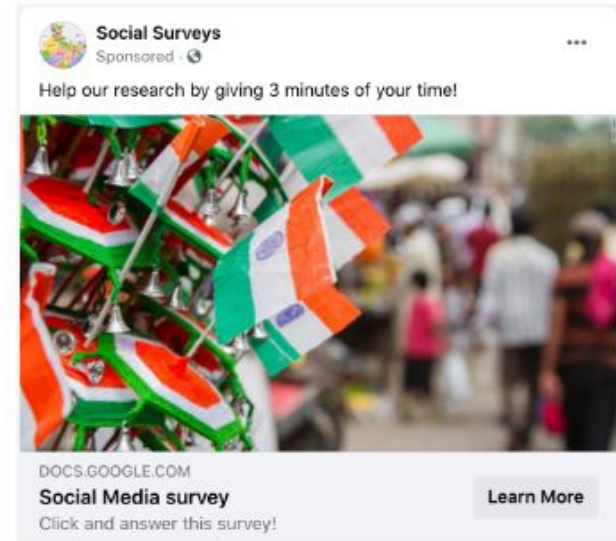 Social Surveys
Sponsored ·
Help our research by giving 3 minutes of your time!
DOCS.GOOGLE.COM
Social Media survey
Learn More
Click and answer this survey!